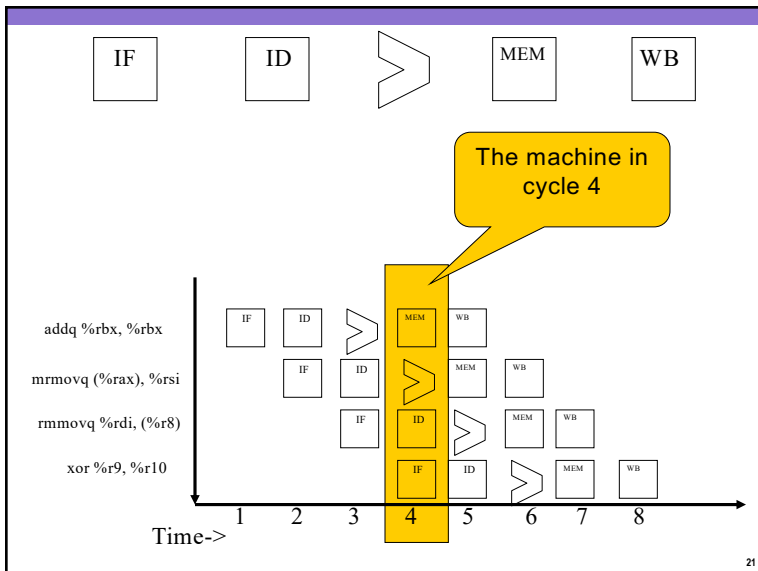 IF ID MEM WB
The machine in
cycle 4
addq %rbx, %rbx IF ID MEM WB
mrmovq (%rax), %rsi IF ID MEM WB
rmmovq %rdi, (%r8) IF ID MEM WB
xor %r9, %r10 IF ID MEM WB
1 2 3 4 5 6 7 8
Time->
21